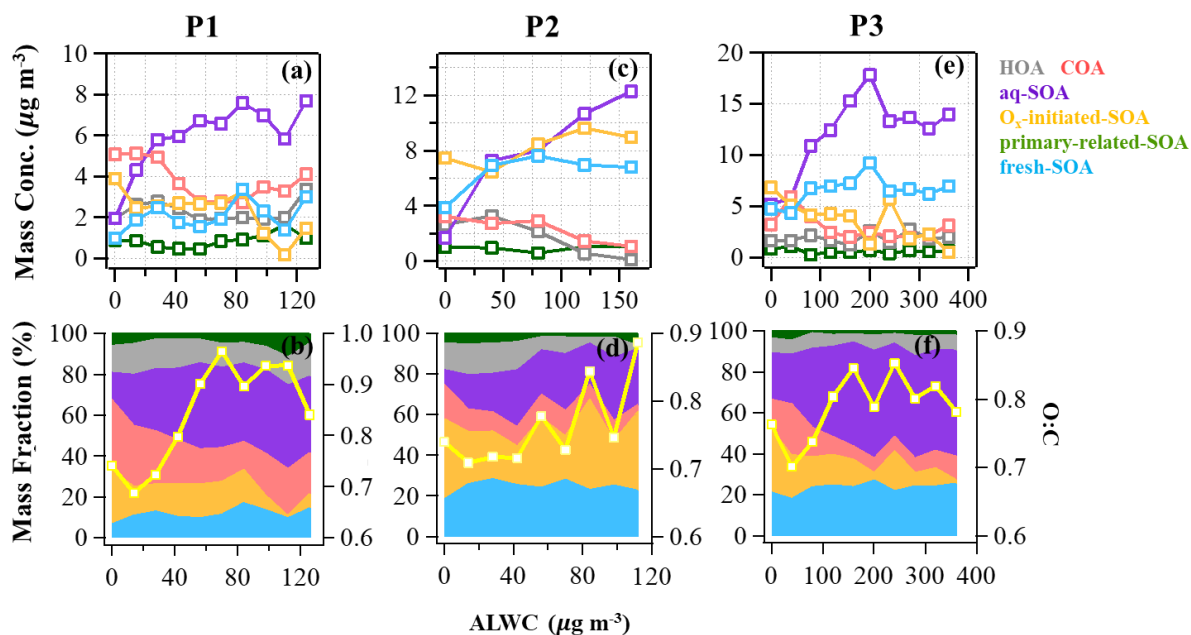 P1 P2 P3
Mass Conc. (μg m⁻³)
10
8
6
4
2
0
(a)
0 40 80 120
12
8
4
0
(c)
0 50 100 150
20
15
10
5
0
(e)
0 100 200 300 400
HOA COA
aq-SOA
Oₓ-initiated-SOA
primary-related-SOA
fresh-SOA
Mass Fraction (%)
100
80
60
40
20
0
(b)
1.0
0.9
0.8
0.7
0.6
0 40 80 120
100
80
60
40
20
0
(d)
0.9
0.8
0.7
0.6
0 40 80 120
100
80
60
40
20
0
(f)
0.9
0.8
0.7
0.6
0 100 200 300 400
O:C
ALWC (μg m⁻³)